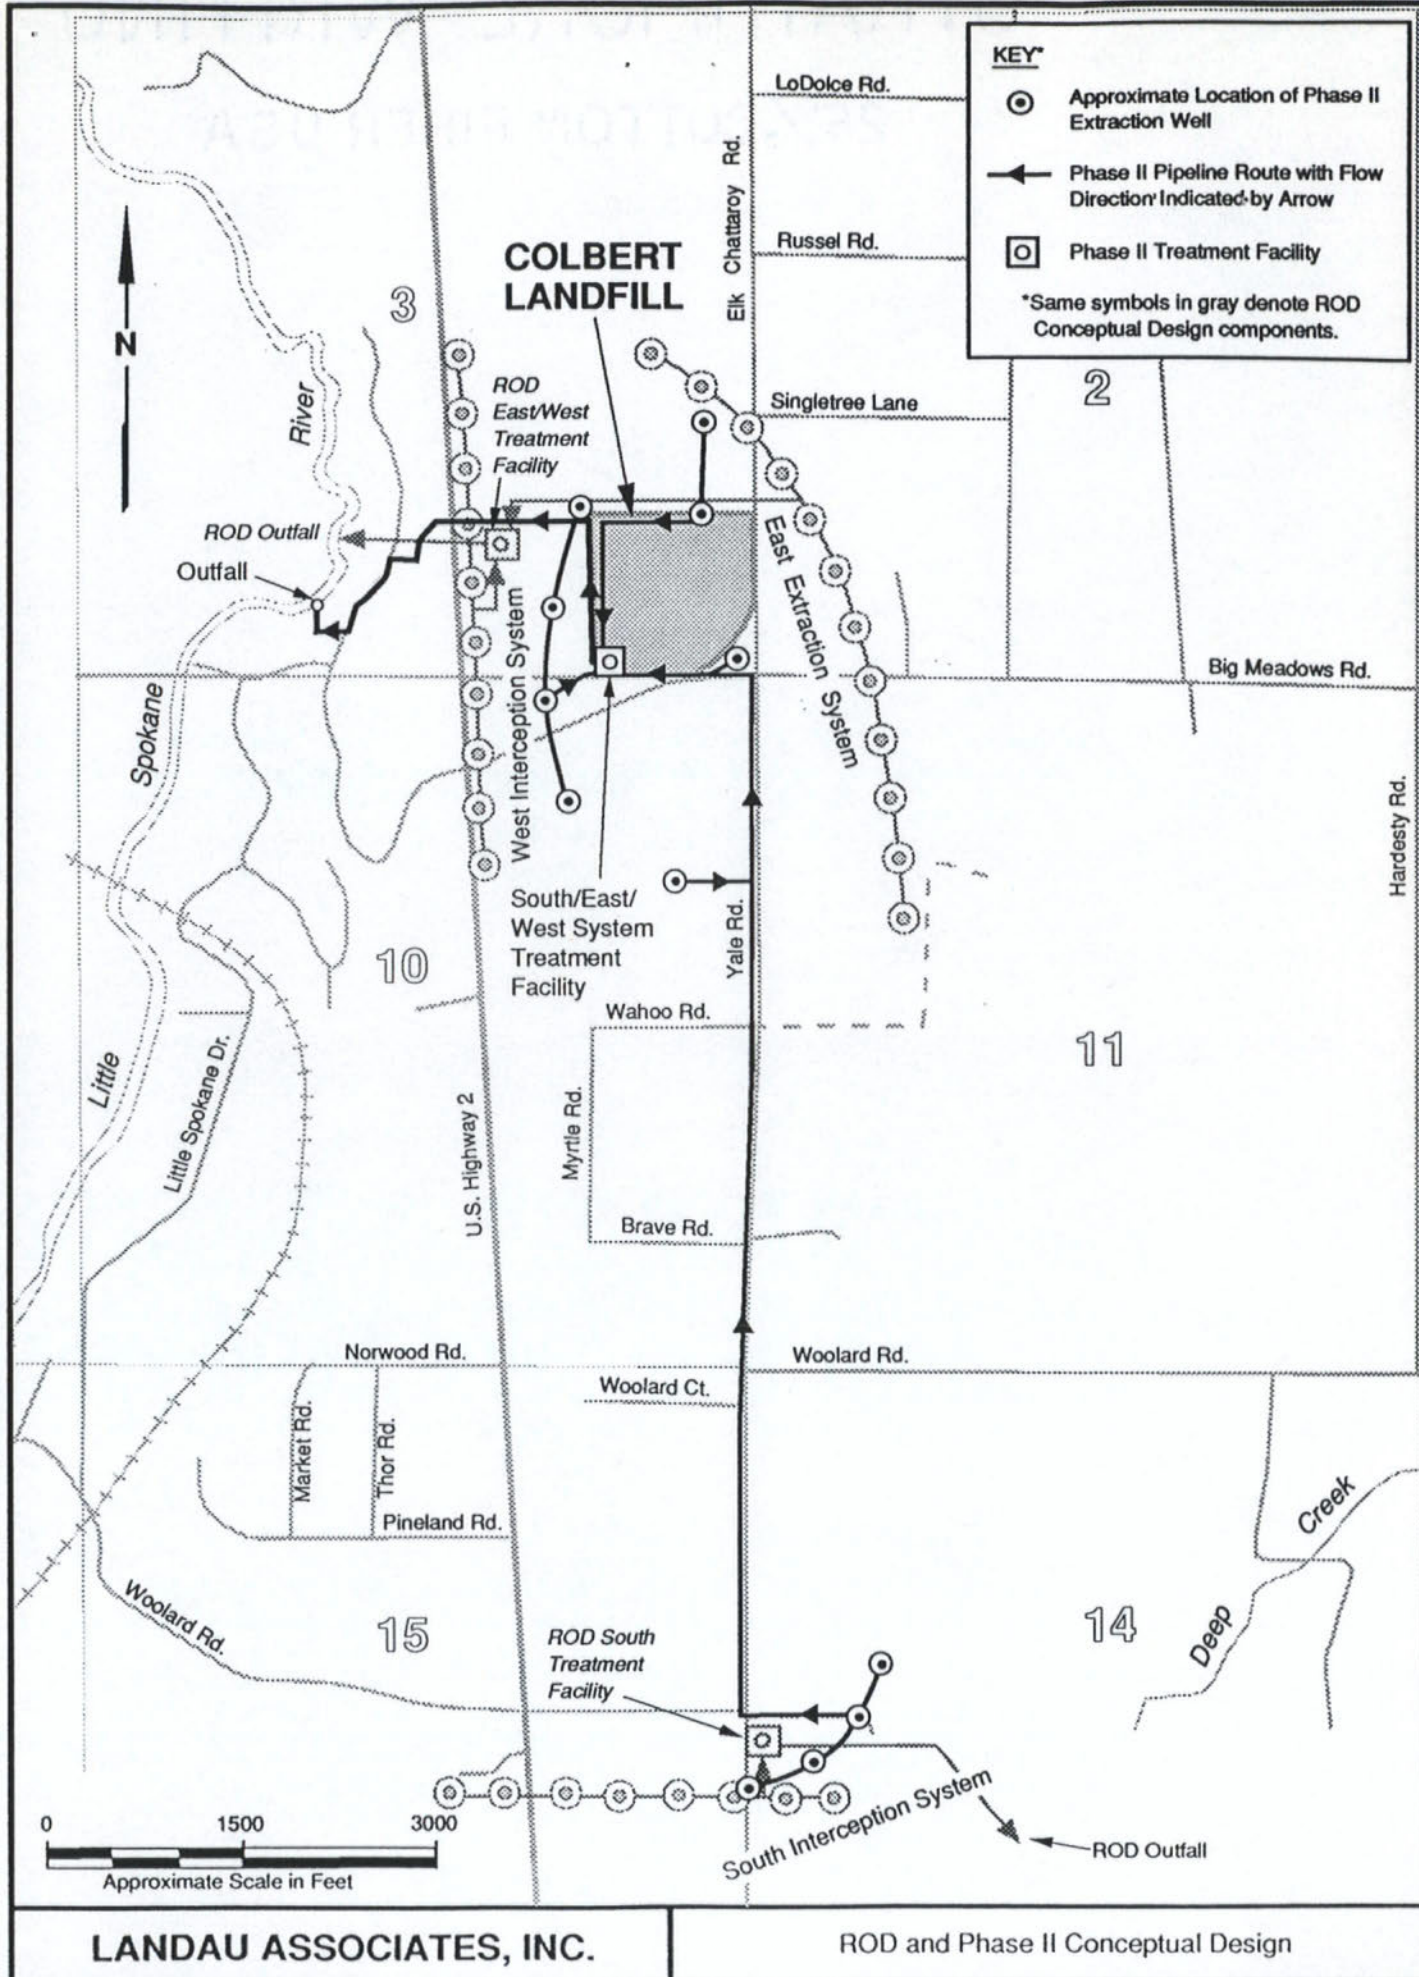 KEY*
Approximate Location of Phase II
Extraction Well
Phase II Pipeline Route with Flow
Direction Indicated by Arrow
Phase II Treatment Facility
*Same symbols in gray denote ROD
Conceptual Design components.
LoDolce Rd.
Elk Chattaroy Rd.
Russel Rd.
COLBERT
LANDFILL
3
N
River
ROD
East/West
Treatment
Facility
Singletree Lane
2
ROD Outfall
Outfall
East Extraction System
West Interception System
Big Meadows Rd.
Spokane
Hardesty Rd.
South/East/
West System
Treatment
Facility
Yale Rd.
10
Wahoo Rd.
11
Little
Little Spokane Dr.
U.S. Highway 2
Myrtle Rd.
Brave Rd.
Norwood Rd.
Woolard Rd.
Woolard Ct.
Market Rd.
Thor Rd.
Pineland Rd.
Creek
Deep
Woolard Rd.
15
ROD South
Treatment
Facility
14
South Interception System
ROD Outfall
0 1500 3000
Approximate Scale in Feet
LANDAU ASSOCIATES, INC.
ROD and Phase II Conceptual Design